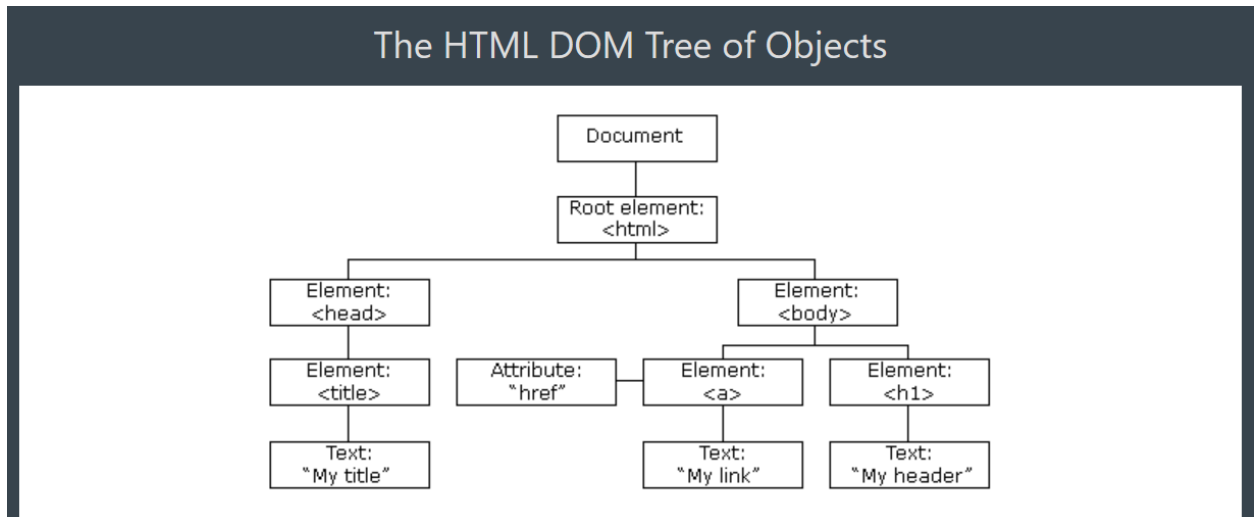 The HTML DOM Tree of Objects
Document
Root element:
<html>
Element:
<head>
Element:
<body>
Element:
<title>
Attribute:
“href”
Element:
<a>
Element:
<h1>
Text:
“My title”
Text:
“My link”
Text:
“My header”